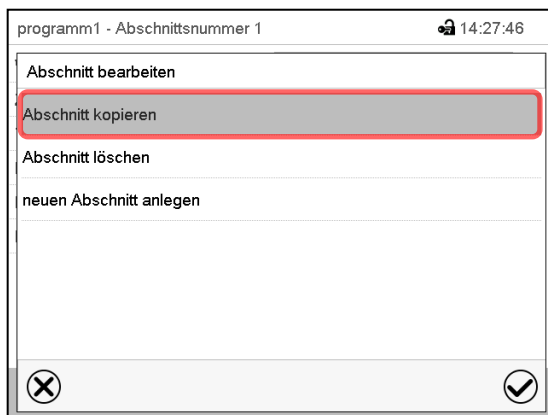 programm1 - Abschnittsnummer 1 14:27:46
Abschnitt bearbeiten
Abschnitt kopieren
Abschnitt löschen
neuen Abschnitt anlegen